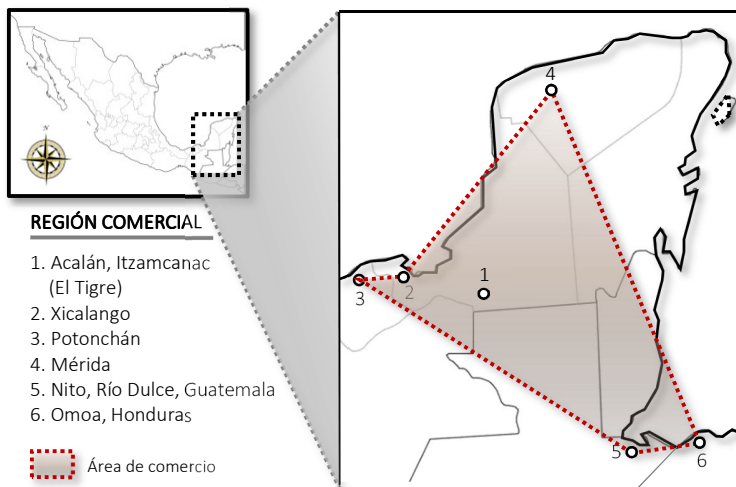 N
REGIÓN COMERCIAL
1. Acalán, Itzamcanac
(El Tigre)
2. Xicalango
3. Potonchán
4. Mérida
5. Nito, Río Dulce, Guatemala
6. Omoa, Honduras
Área de comercio
4
1
2
3
5
6